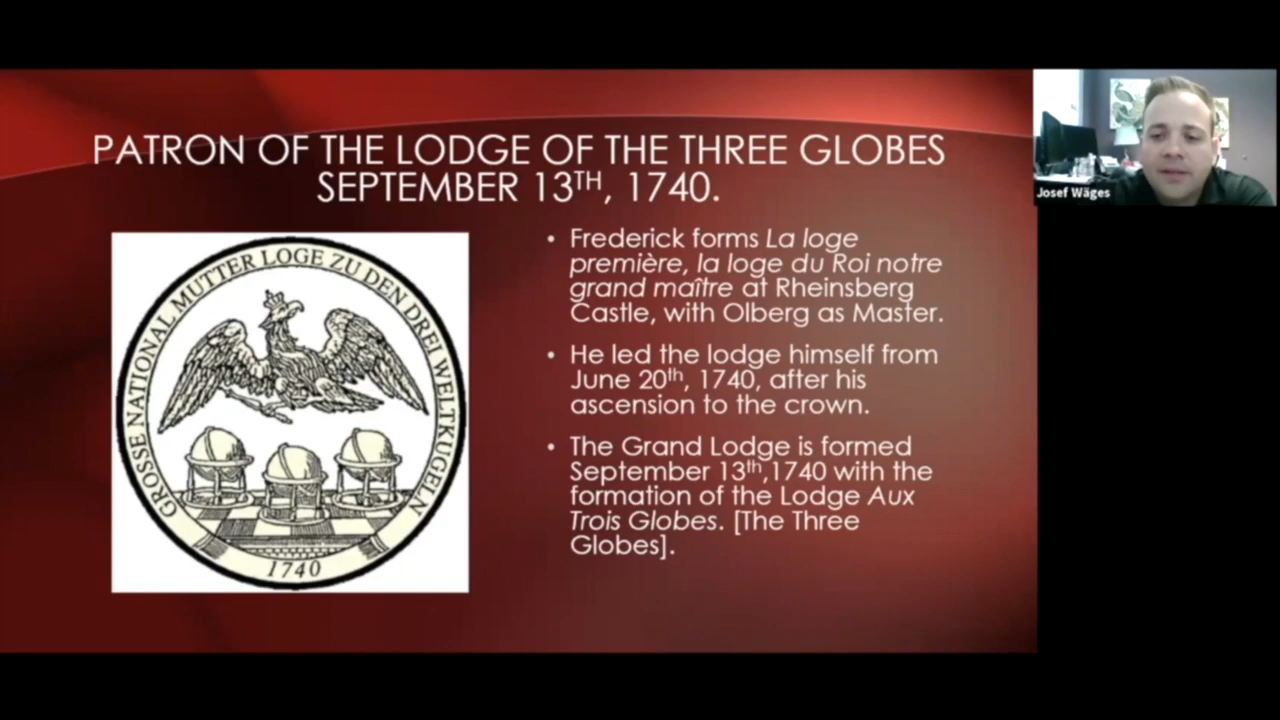 PATRON OF THE LODGE OF THE THREE GLOBES
SEPTEMBER 13TH, 1740.
GROSSE NATIONAL MUTTER LOGE ZU DEN DREI WELTKUGELN
1740
• Frederick forms La loge
première, la loge du Roi notre
grand maître at Rheinsberg
Castle, with Olberg as Master.
• He led the lodge himself from
June 20th, 1740, after his
ascension to the crown.
• The Grand Lodge is formed
September 13th,1740 with the
formation of the Lodge Aux
Trois Globes. [The Three
Globes].
Josef Wäges